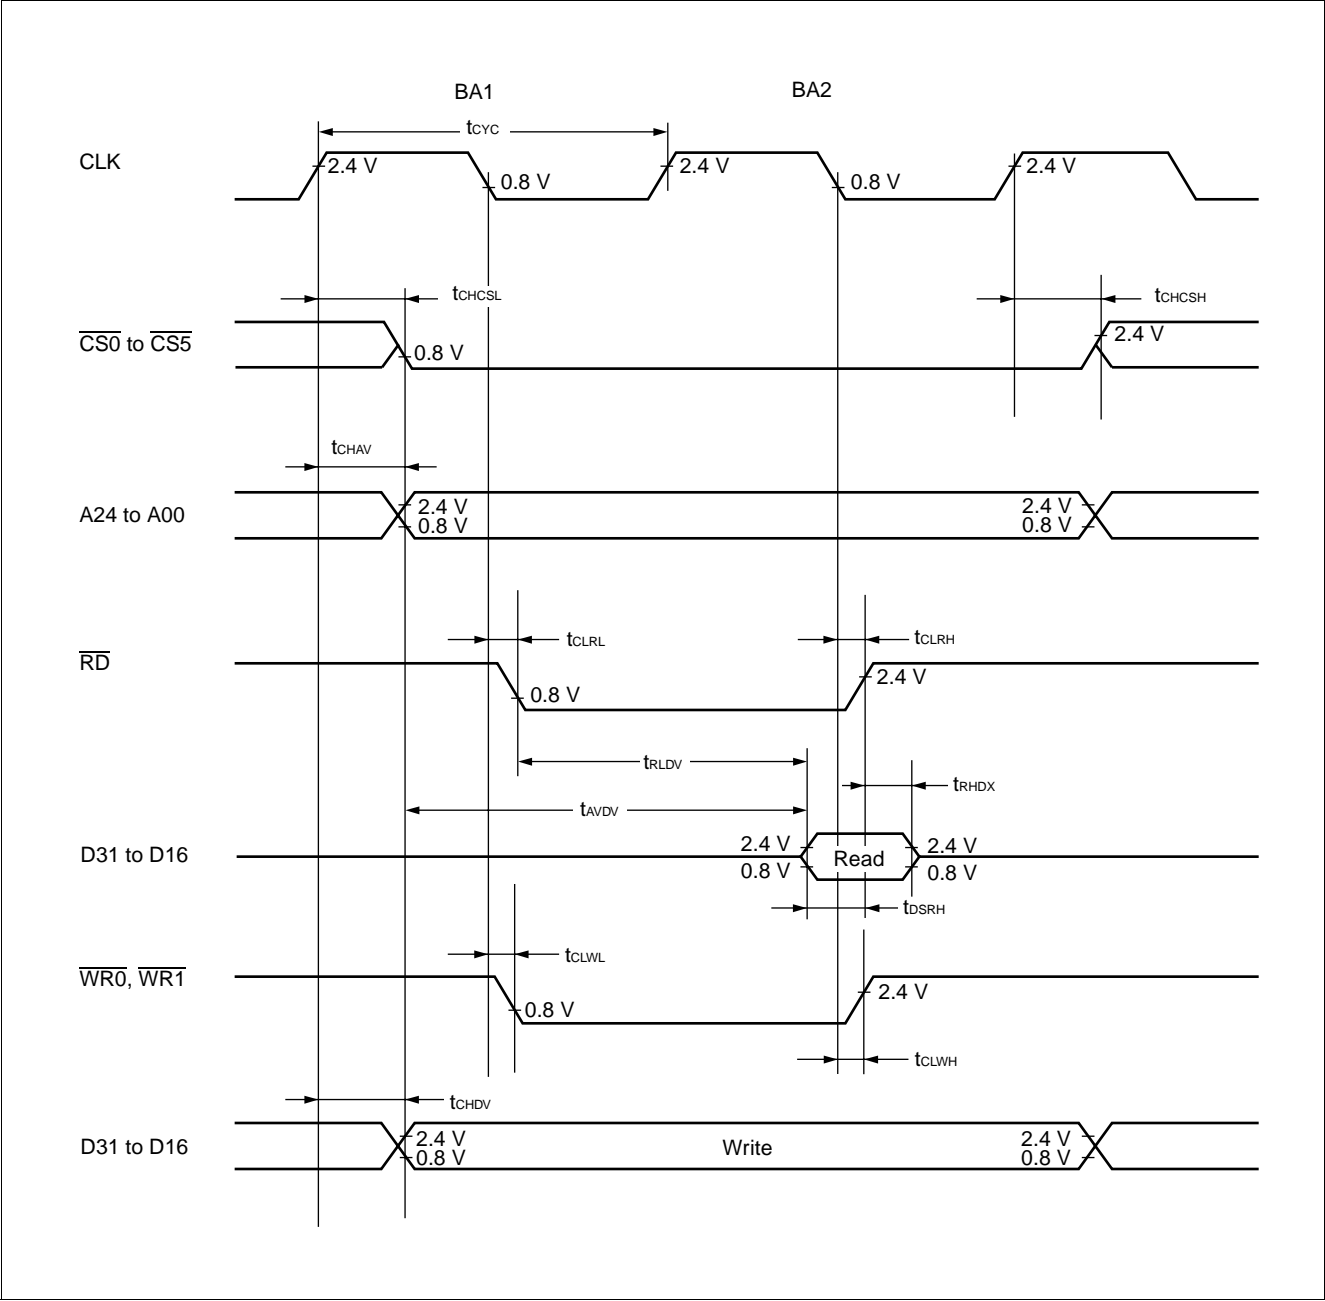 BA1 BA2
tCYC
CLK 2.4 V 0.8 V 2.4 V 0.8 V 2.4 V
tCHCSL tCHCSH
CS0 to CS5 0.8 V 2.4 V
tCHAV
A24 to A00 2.4 V 0.8 V 2.4 V 0.8 V
tCLRL tCLRH
RD 0.8 V 2.4 V
tRLDV
tRHDX
tAVDV
D31 to D16 2.4 V 0.8 V Read 2.4 V 0.8 V
tDSRH
tCLWL
WR0, WR1 0.8 V 2.4 V
tCLWH
tCHDV
D31 to D16 2.4 V 0.8 V Write 2.4 V 0.8 V